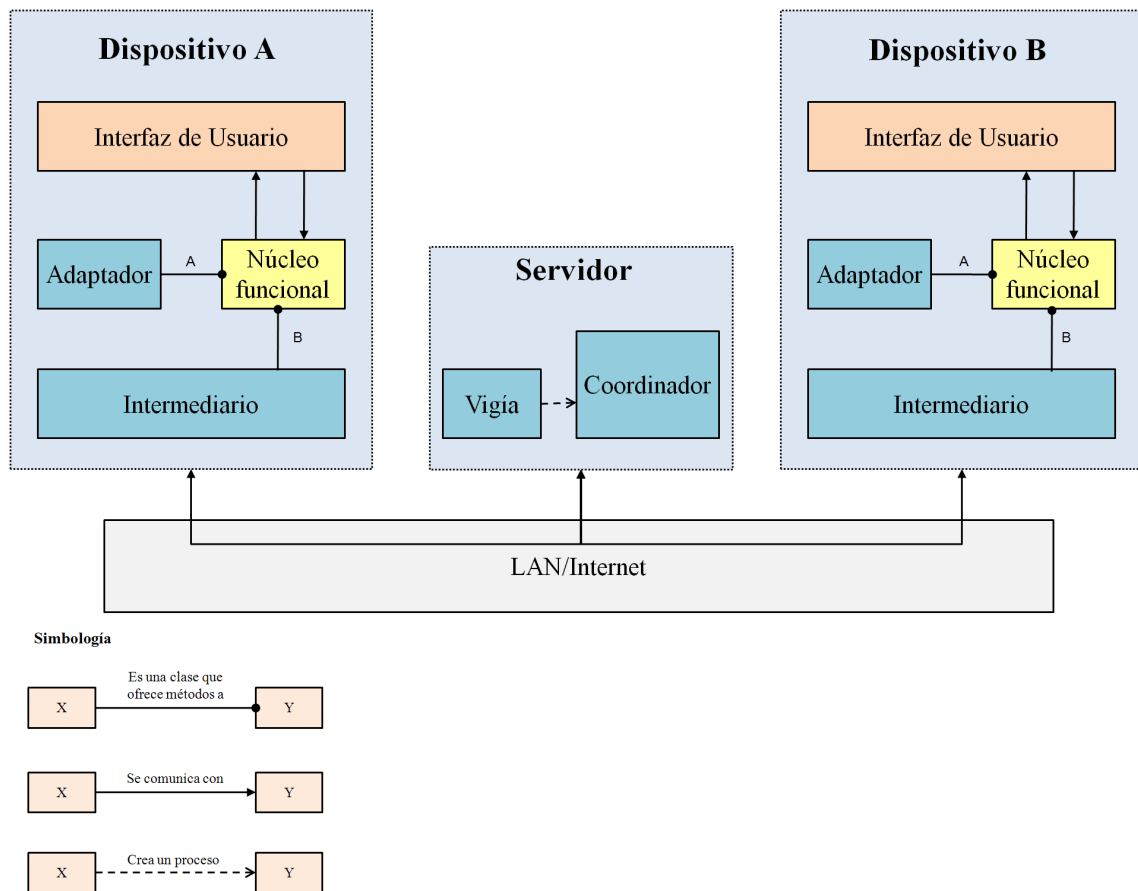 Dispositivo A
Interfaz de Usuario
Adaptador
A
Núcleo
funcional
B
Intermediario
Servidor
Vigía
Coordinador
Dispositivo B
Interfaz de Usuario
Adaptador
A
Núcleo
funcional
B
Intermediario
LAN/Internet
Simbología
X
Es una clase que
ofrece métodos a
Y
X
Se comunica con
Y
X
Crea un proceso
Y